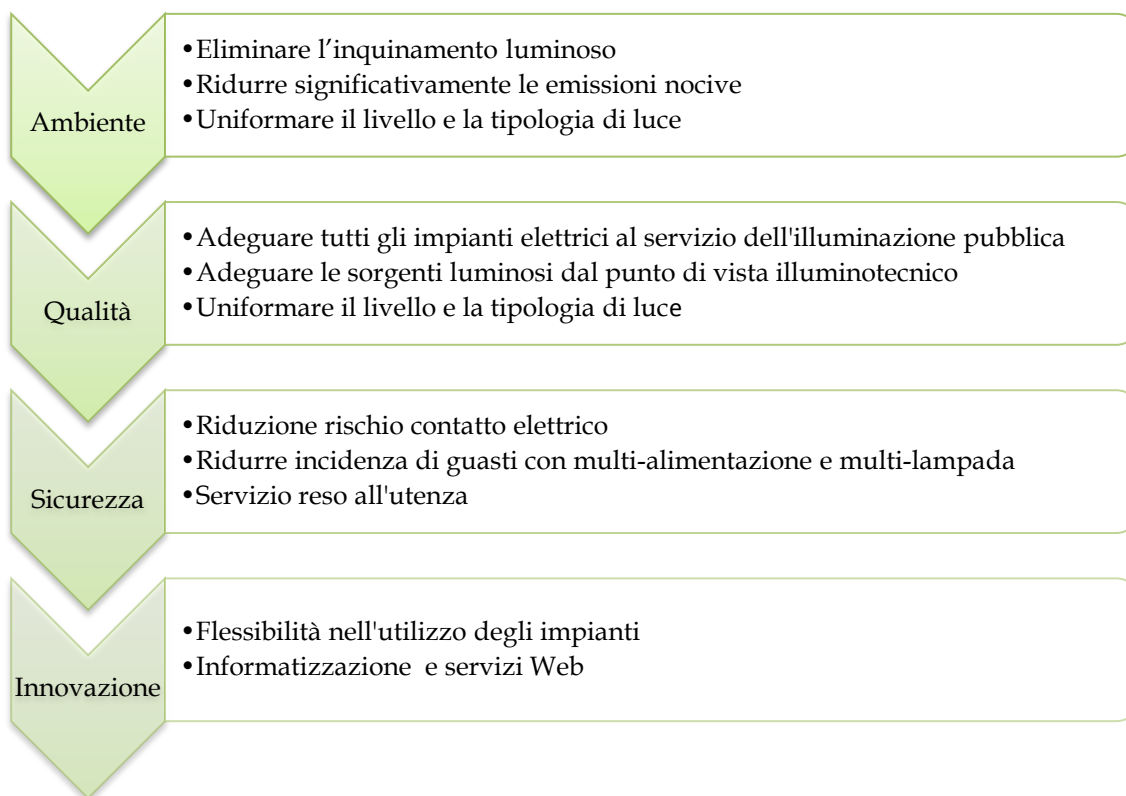 Ambiente
•Eliminare l’inquinamento luminoso
•Ridurre significativamente le emissioni nocive
•Uniformare il livello e la tipologia di luce
Qualità
•Adeguare tutti gli impianti elettrici al servizio dell'illuminazione pubblica
•Adeguare le sorgenti luminosi dal punto di vista illuminotecnico
•Uniformare il livello e la tipologia di luce
Sicurezza
•Riduzione rischio contatto elettrico
•Ridurre incidenza di guasti con multi-alimentazione e multi-lampada
•Servizio reso all'utenza
Innovazione
•Flessibilità nell'utilizzo degli impianti
•Informatizzazione  e servizi Web